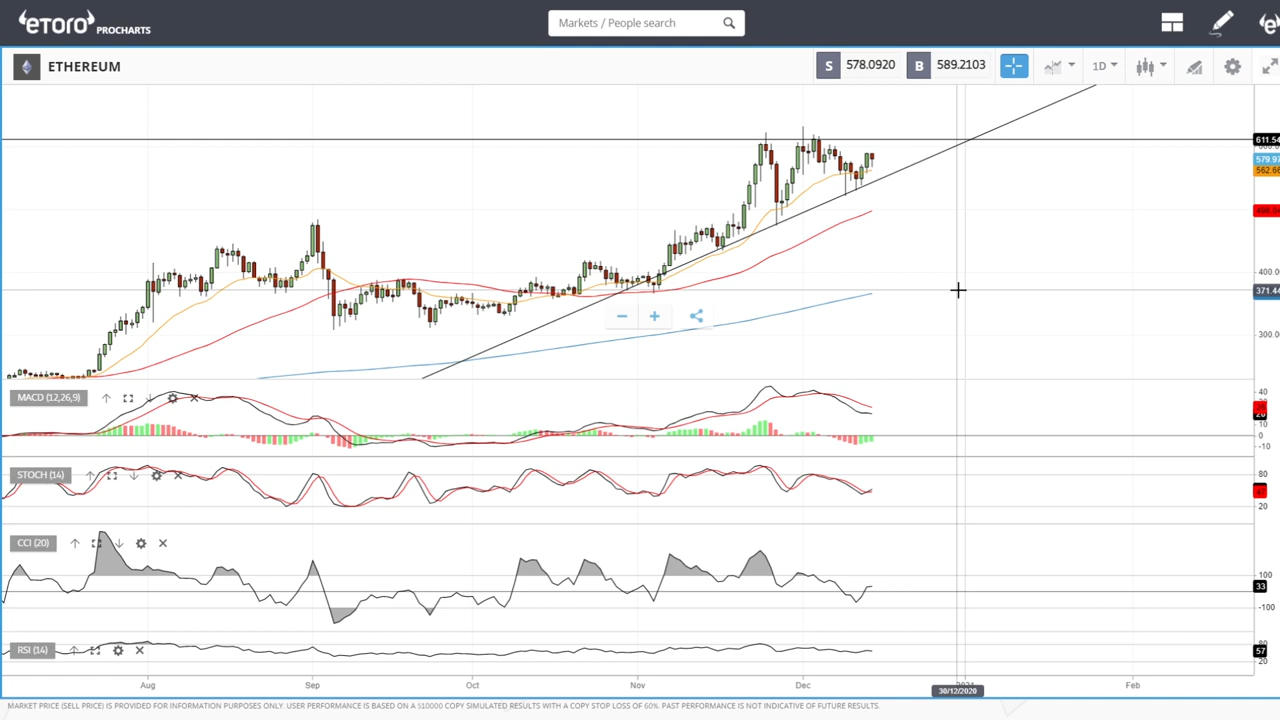 eToro PROCHARTS
Markets / People search
ETHEREUM
S 578.0920 B 589.2103
1D
611.54
579.97
562.66
400.00
371.44
300.00
MACD (12,26,9)
40
10
0
-10
STOCH (14)
80
20
CCI (20)
100
33
-100
RSI (14)
80
57
20
Aug Sep Oct Nov Dec Feb
30/12/2020
MARKET PRICE (SELL PRICE) IS PROVIDED FOR INFORMATION PURPOSES ONLY. USER PERFORMANCE IS BASED ON A $10000 COPY SIMULATED RESULTS WITH A COPY STOP LOSS OF 60%. PAST PERFORMANCE IS NOT INDICATIVE OF FUTURE RESULTS.